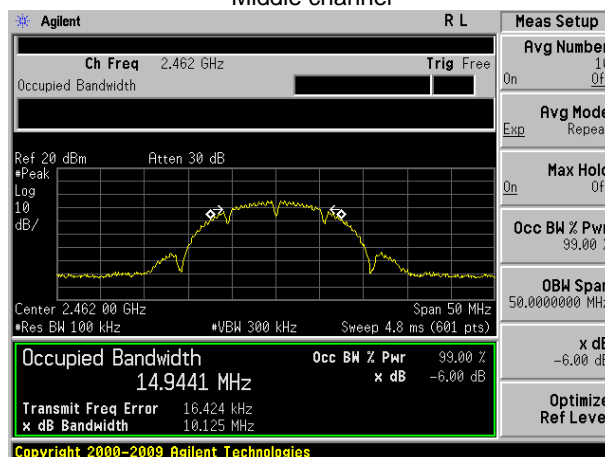 Middle channel
Agilent R L Meas Setup
Ch Freq 2.462 GHz Trig Free
Occupied Bandwidth
Avg Number
On
Avg Mode
Exp
Max Hold
On
Occ BW % Pwr
99.00
OBW Span
50.0000000
x dB
-6.00 dB
Optimize
Ref Level
Ref 20 dBm Atten 30 dB
#Peak
Log
10
dB/
Center 2.462 00 GHz Span 50 MHz
#Res BW 100 kHz #VBW 300 kHz Sweep 4.8 ms (601 pts)
Occupied Bandwidth Occ BW % Pwr 99.00 %
14.9441 MHz x dB -6.00 dB
Transmit Freq Error 16.424 kHz
x dB Bandwidth 10.125 MHz
Copyright 2000-2009 Agilent Technologies